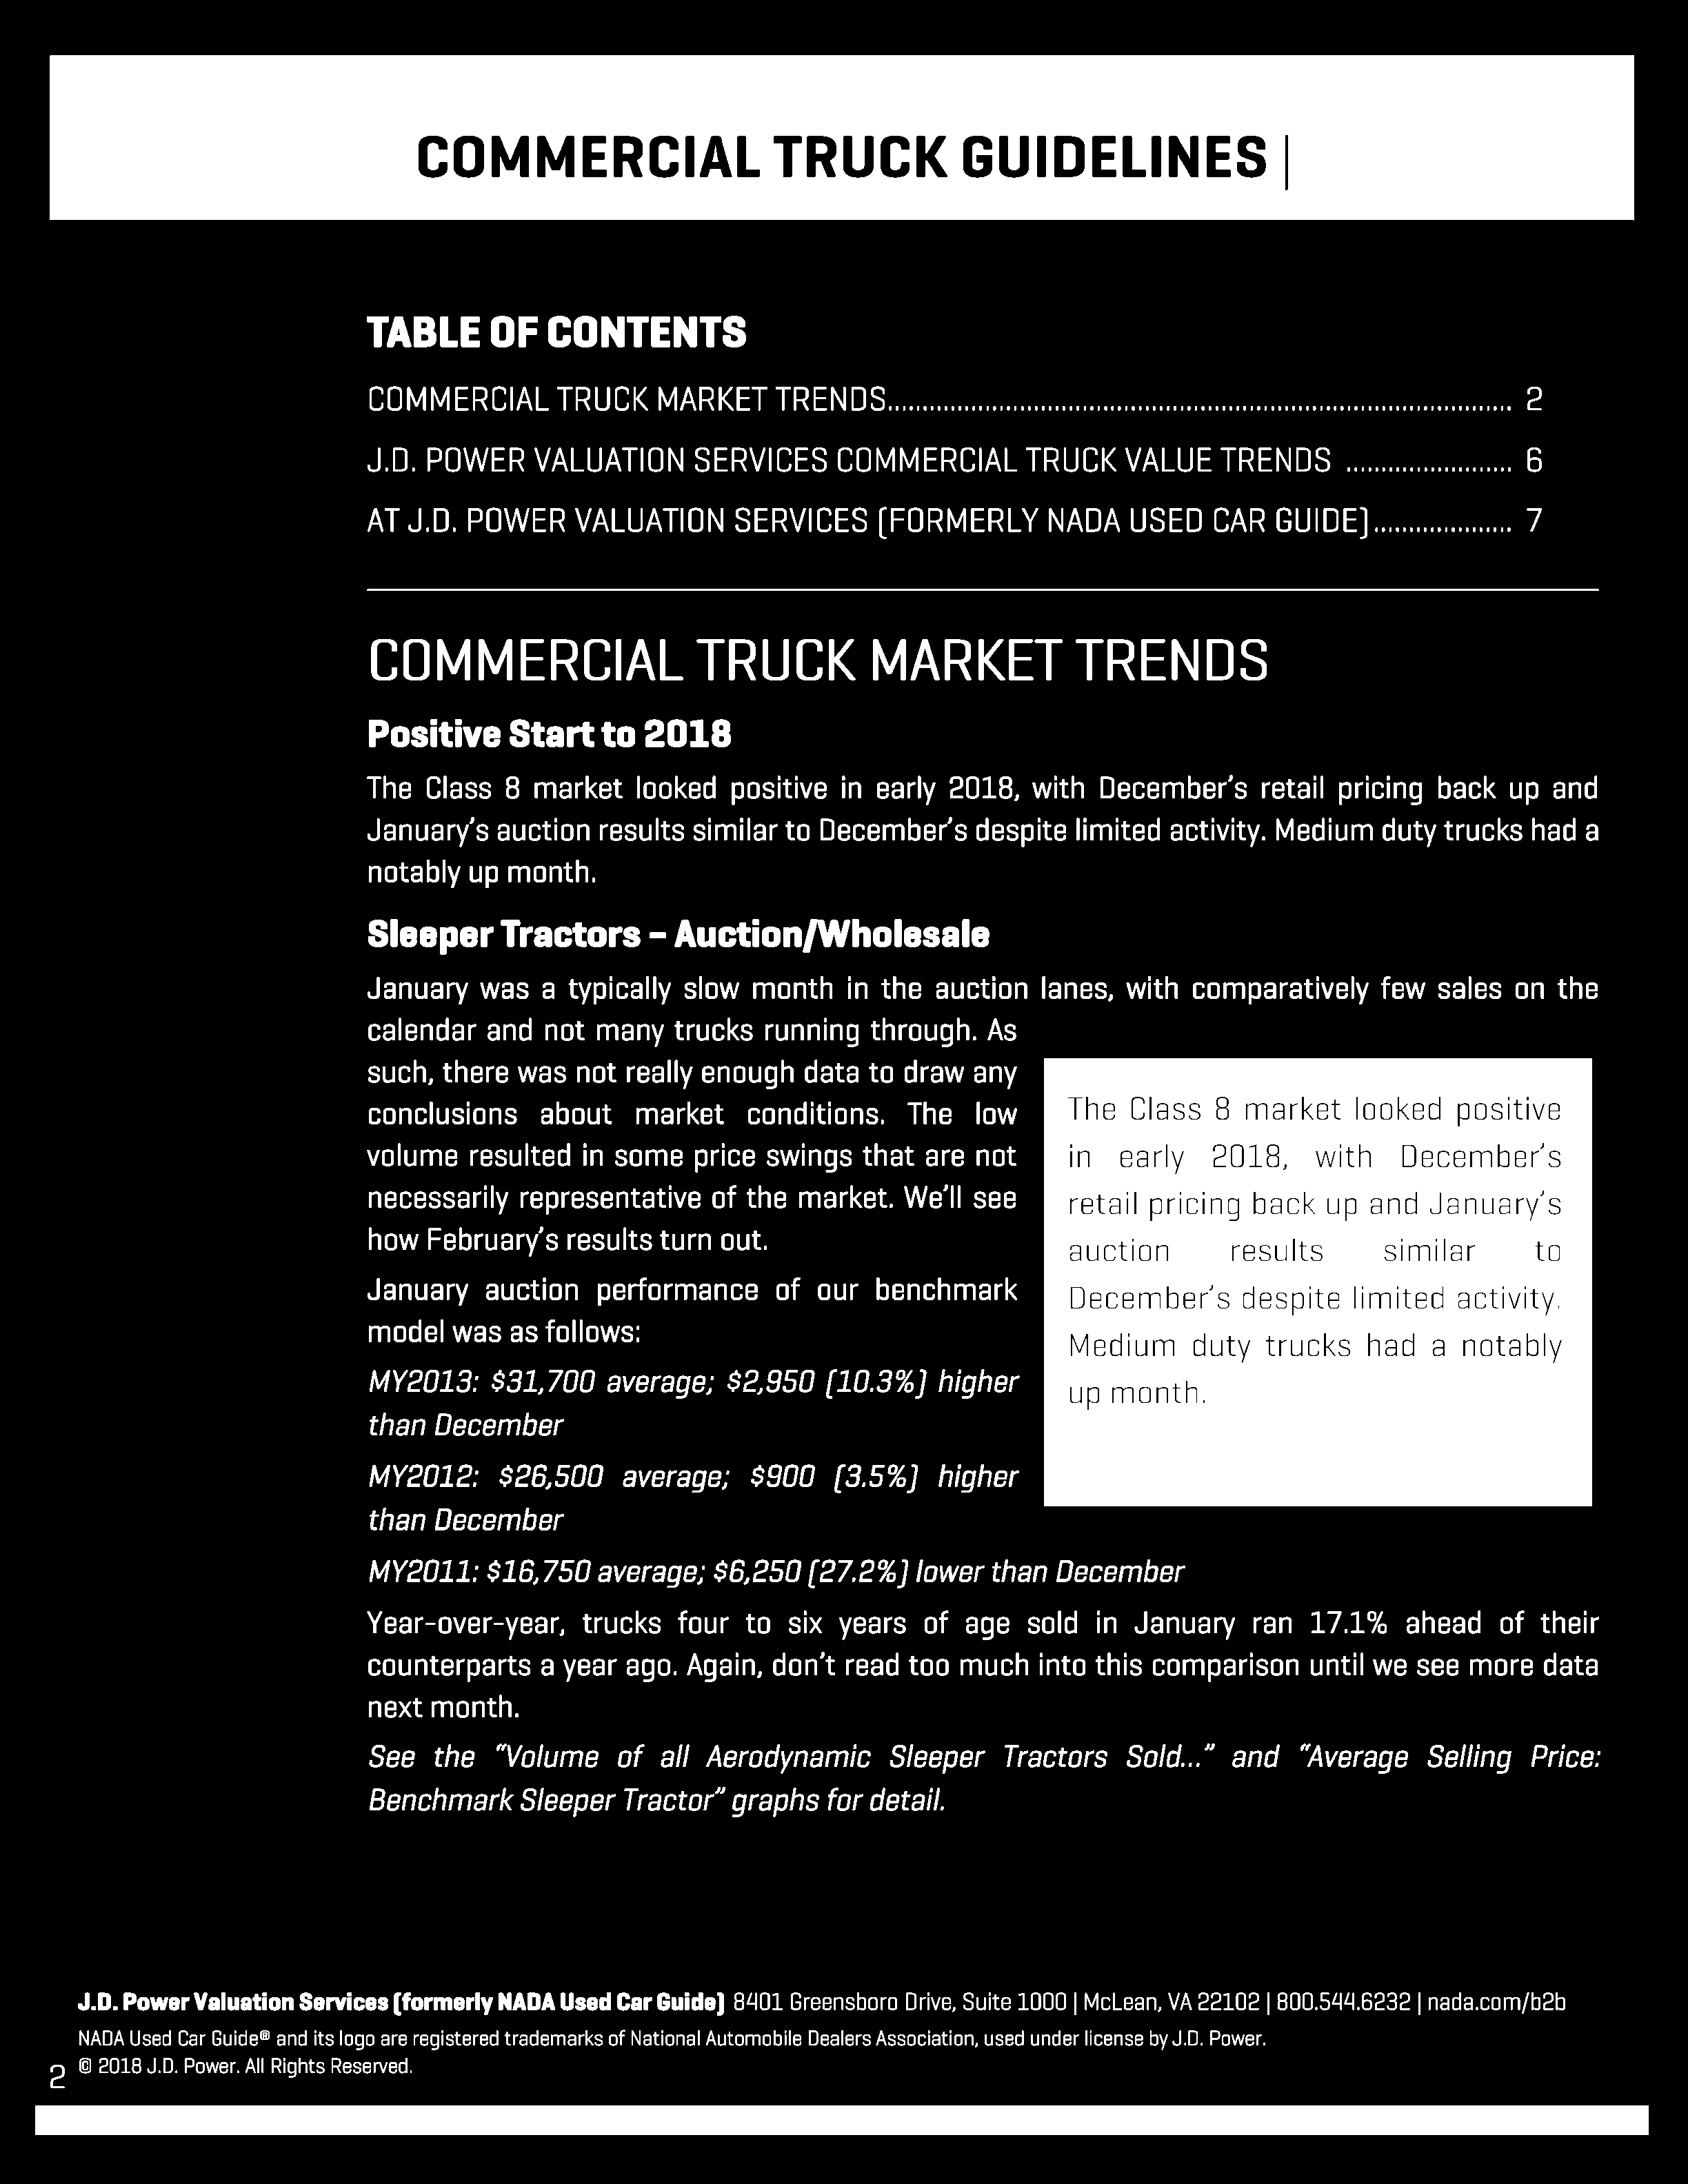 COMMERCIAL TRUCK GUIDELINES |
TABLE OF CONTENTS
COMMERCIAL TRUCK MARKET TRENDS.......................................................................................... 2
J.D. POWER VALUATION SERVICES COMMERCIAL TRUCK VALUE TRENDS ........................ 6
AT J.D. POWER VALUATION SERVICES (FORMERLY NADA USED CAR GUIDE).................... 7
COMMERCIAL TRUCK MARKET TRENDS
Positive Start to 2018
The Class 8 market looked positive in early 2018, with December's retail pricing back up and
January's auction results similar to December's despite limited activity. Medium duty trucks had a
notably up month.
Sleeper Tractors – Auction/Wholesale
January was a typically slow month in the auction lanes, with comparatively few sales on the
calendar and not many trucks running through. As
such, there was not really enough data to draw any
conclusions about market conditions. The low
volume resulted in some price swings that are not
necessarily representative of the market. We'll see
how February's results turn out.
January auction performance of our benchmark
model was as follows:
MY2013: $31,700 average; $2,950 (10.3%) higher
than December
MY2012: $26,500 average; $900 (3.5%) higher
than December
MY2011: $16,750 average; $6,250 (27.2%) lower than December
The Class 8 market looked positive
in early 2018, with December's
retail pricing back up and January's
auction results similar to
December's despite limited activity.
Medium duty trucks had a notably
up month.
Year-over-year, trucks four to six years of age sold in January ran 17.1% ahead of their
counterparts a year ago. Again, don't read too much into this comparison until we see more data
next month.
See the "Volume of all Aerodynamic Sleeper Tractors Sold..." and "Average Selling Price:
Benchmark Sleeper Tractor" graphs for detail.
J.D. Power Valuation Services (formerly NADA Used Car Guide) 8401 Greensboro Drive, Suite 1000 | McLean, VA 22102 | 800.544.6232 | nada.com/b2b
NADA Used Car Guide® and its logo are registered trademarks of National Automobile Dealers Association, used under license by J.D. Power.
© 2018 J.D. Power. All Rights Reserved.
2